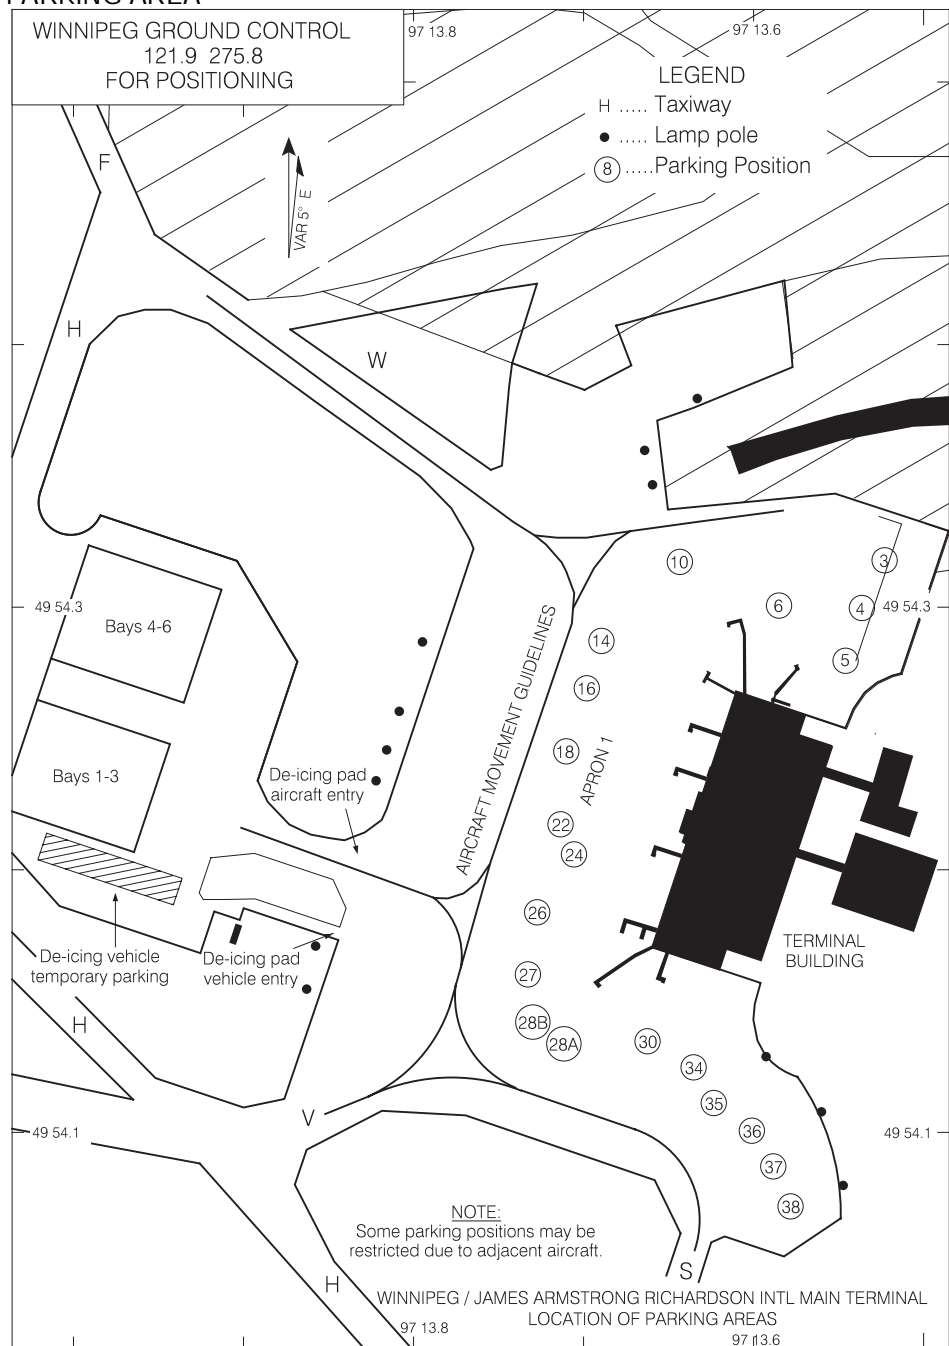 PARKING AREA
WINNIPEG GROUND CONTROL
121.9 275.8
FOR POSITIONING
97 13.8
97 13.6
LEGEND
H ..... Taxiway
● ..... Lamp pole
8 .....Parking Position
F
VAR 5° E
H
W
10
3
49 54.3
6
4
49 54.3
Bays 4-6
14
5
16
AIRCRAFT MOVEMENT GUIDELINES
18
APRON 1
Bays 1-3
De-icing pad
aircraft entry
22
24
26
TERMINAL
BUILDING
De-icing vehicle
temporary parking
De-icing pad
vehicle entry
27
H
28B
28A
30
34
35
V
49 54.1
36
49 54.1
37
38
NOTE:
Some parking positions may be
restricted due to adjacent aircraft.
S
H
WINNIPEG / JAMES ARMSTRONG RICHARDSON INTL MAIN TERMINAL
LOCATION OF PARKING AREAS
97 13.8
97 13.6